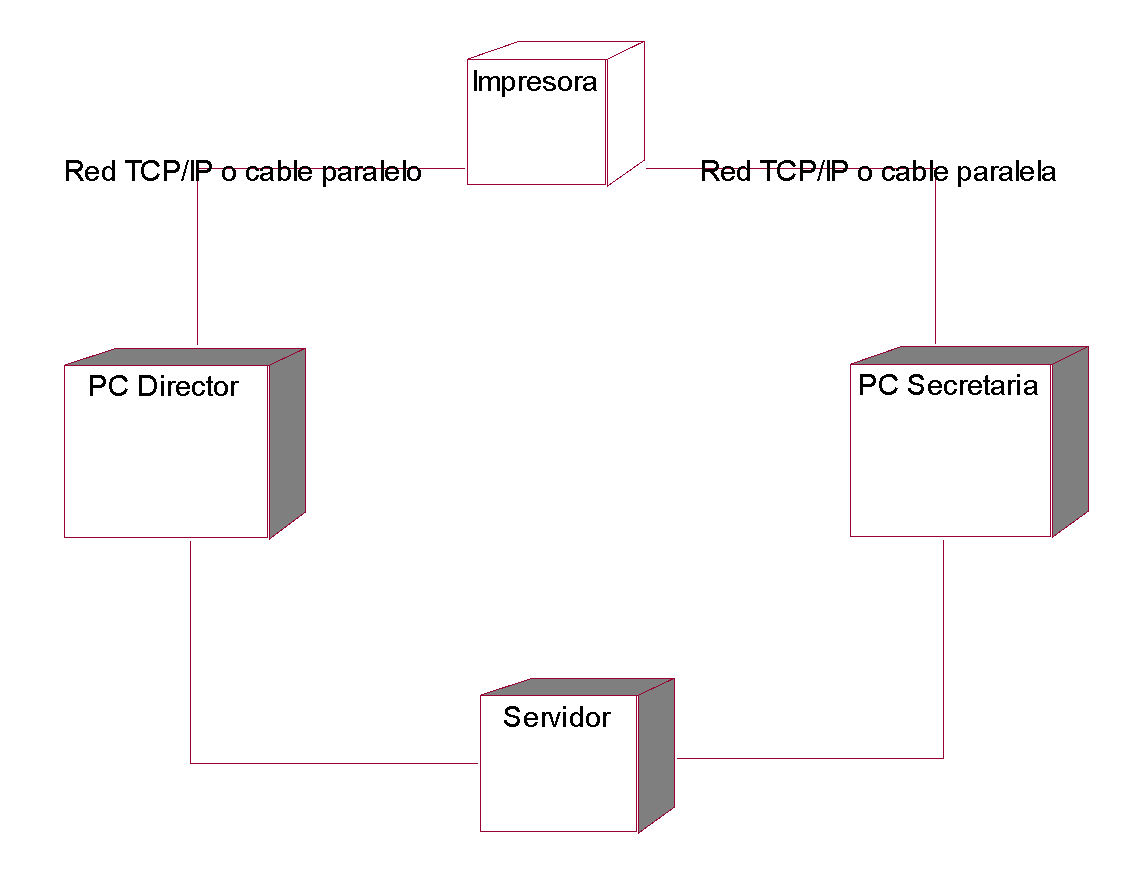 Impresora
Red TCP/IP o cable paralelo
Red TCP/IP o cable paralela
PC Director
PC Secretaria
Servidor